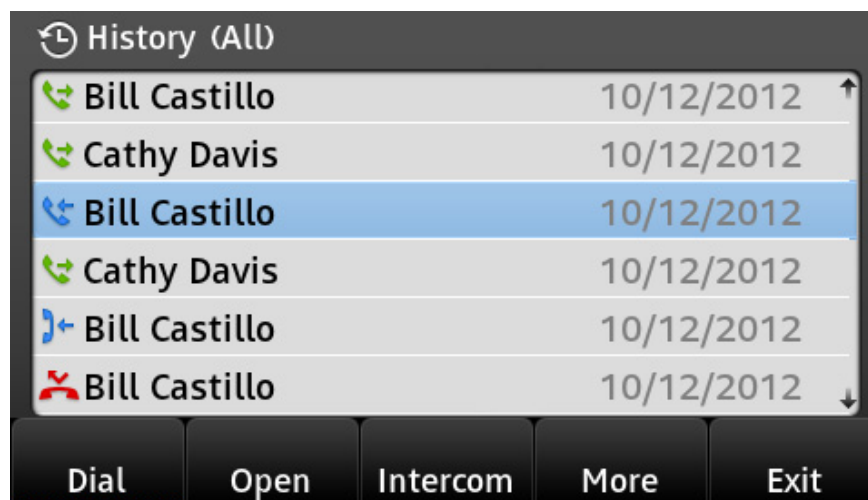 History (All)
Bill Castillo 10/12/2012
Cathy Davis 10/12/2012
Bill Castillo 10/12/2012
Cathy Davis 10/12/2012
Bill Castillo 10/12/2012
Bill Castillo 10/12/2012
Dial Open Intercom More Exit